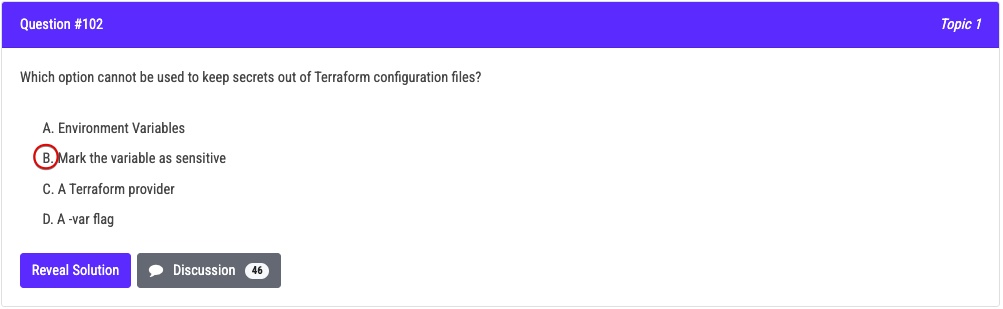 Question #102 Topic 1
Which option cannot be used to keep secrets out of Terraform configuration files?
A. Environment Variables
B. Mark the variable as sensitive
C. A Terraform provider
D. A -var flag
Reveal Solution Discussion 46